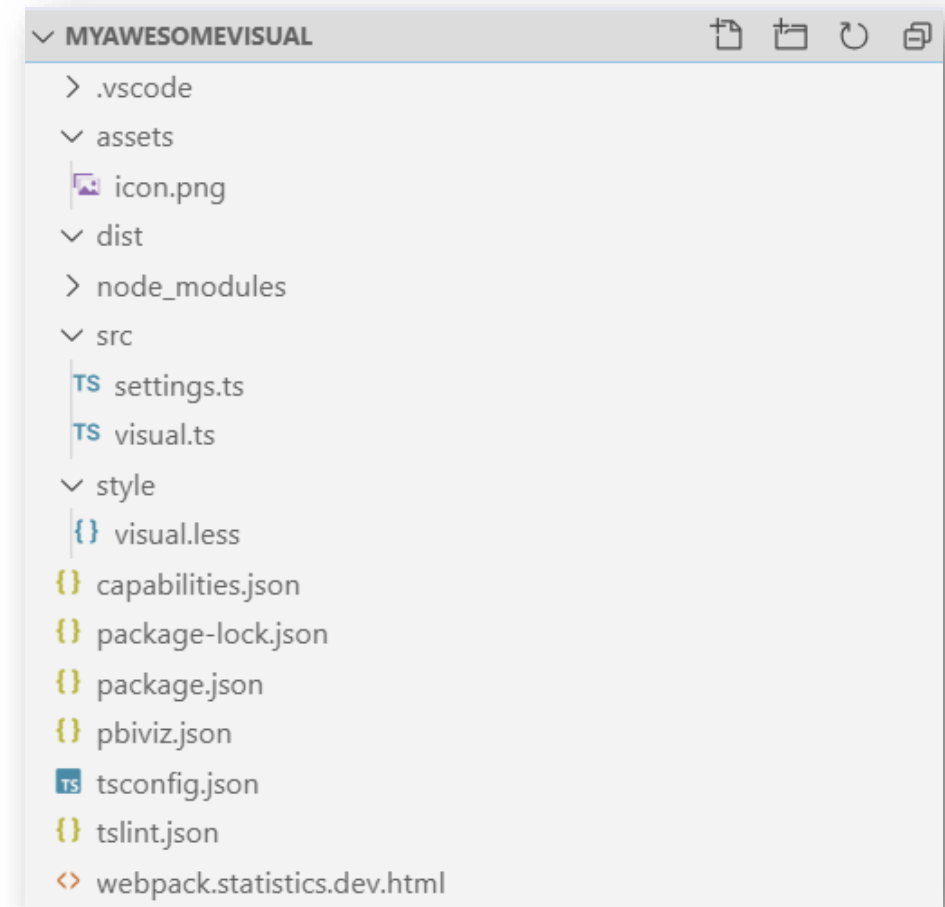 MYAWESOMEVISUAL
.vscode
assets
icon.png
dist
node_modules
src
TS settings.ts
TS visual.ts
style
{} visual.less
{} capabilities.json
{} package-lock.json
{} package.json
{} pbiviz.json
TS tsconfig.json
{} tslint.json
<> webpack.statistics.dev.html